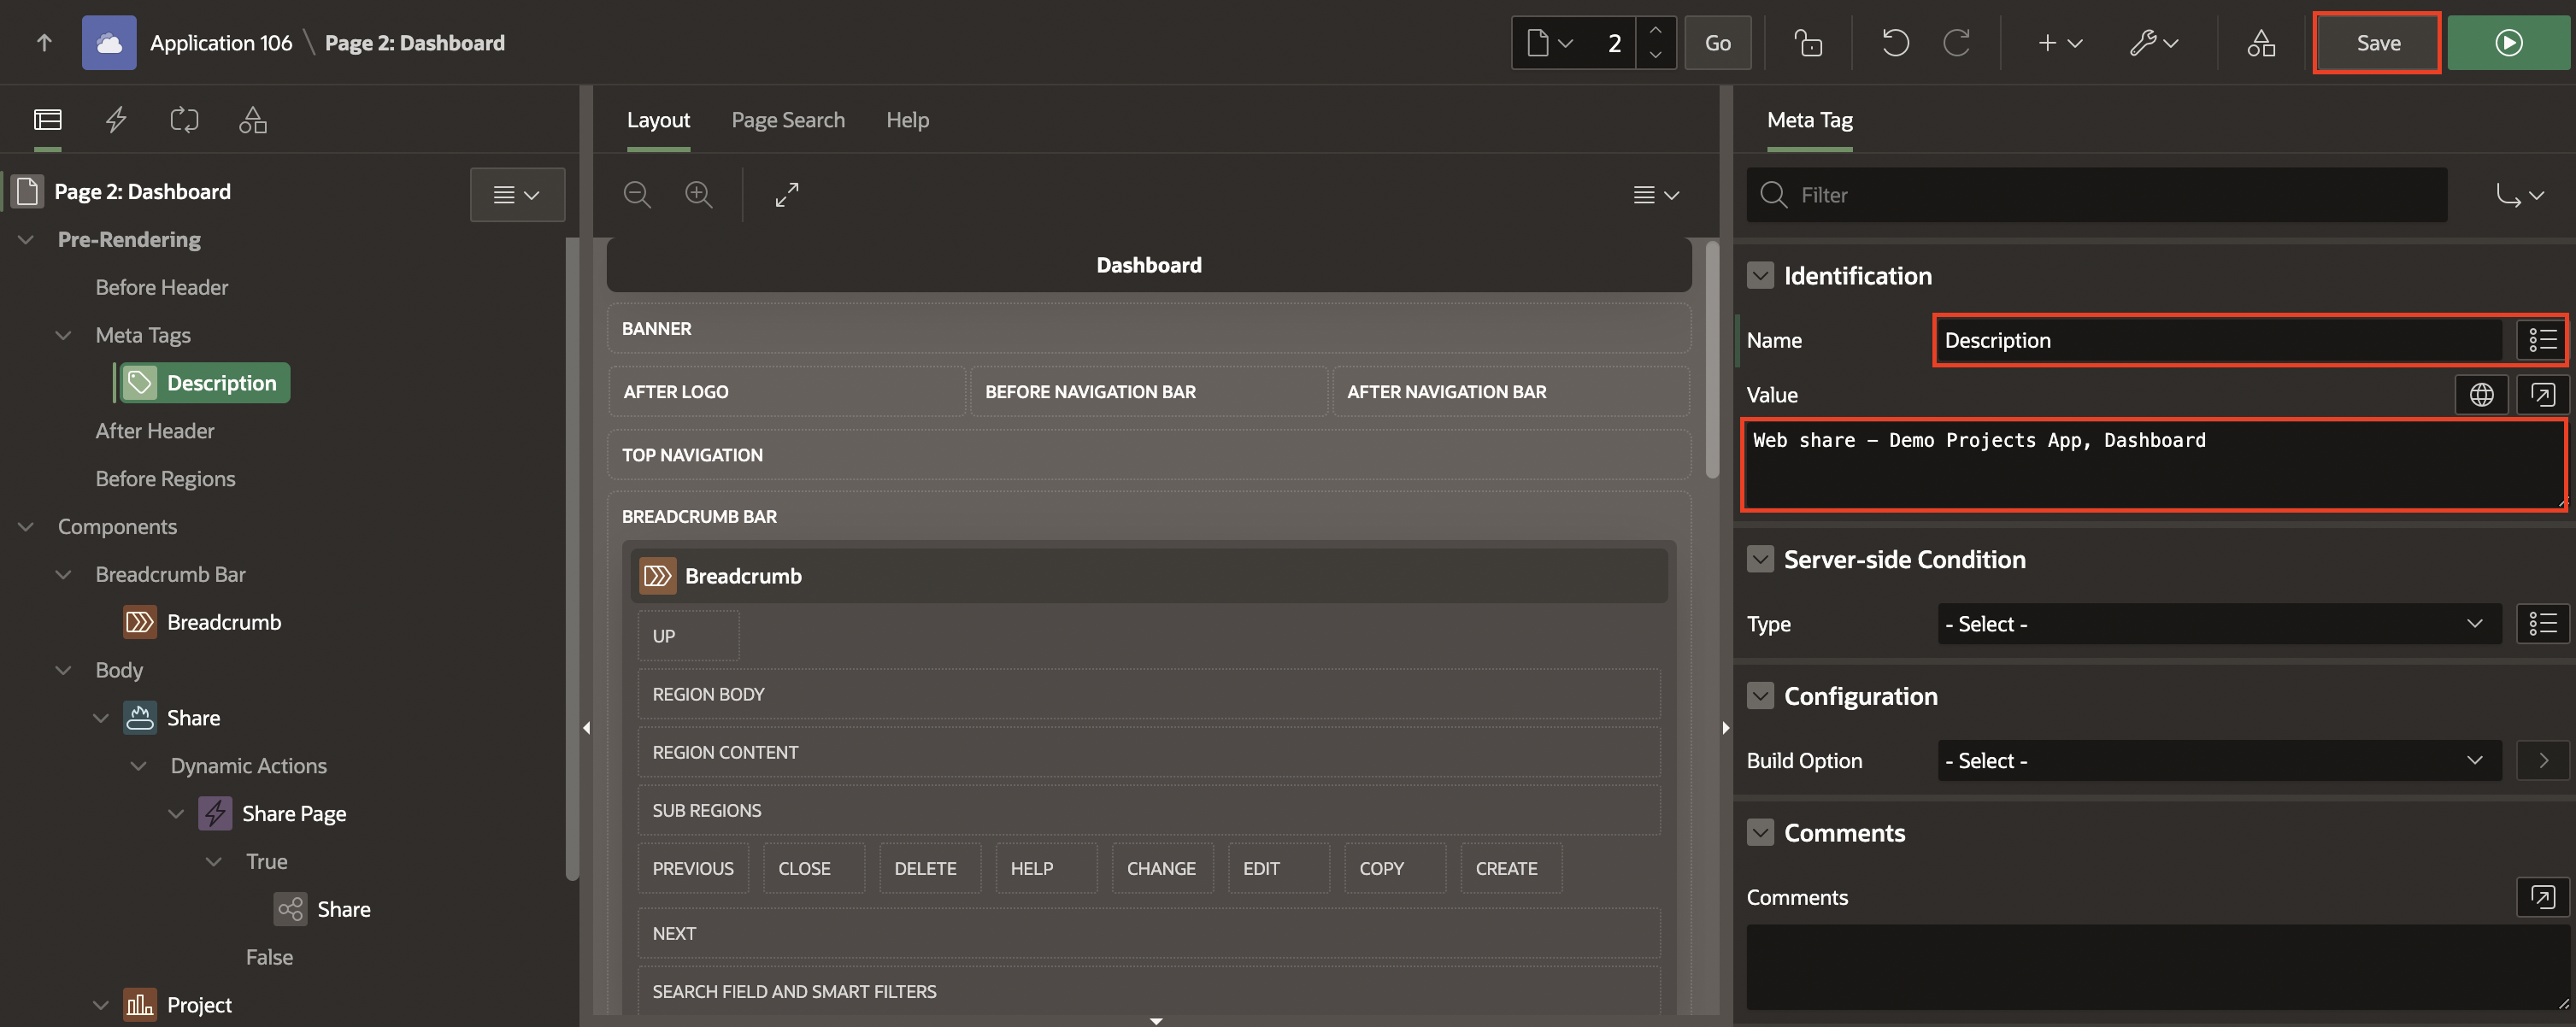 Application 106 \ Page 2: Dashboard
2
Go
Save
Layout Page Search Help
Meta Tag
Page 2: Dashboard
Pre-Rendering
Before Header
Meta Tags
Description
After Header
Before Regions
Components
Breadcrumb Bar
Breadcrumb
Body
Share
Dynamic Actions
Share Page
True
Share
False
Project
Dashboard
BANNER
AFTER LOGO BEFORE NAVIGATION BAR AFTER NAVIGATION BAR
TOP NAVIGATION
BREADCRUMB BAR
Breadcrumb
UP
REGION BODY
REGION CONTENT
SUB REGIONS
PREVIOUS CLOSE DELETE HELP CHANGE EDIT COPY CREATE
NEXT
SEARCH FIELD AND SMART FILTERS
Filter
Identification
Name Description
Value
Web share – Demo Projects App, Dashboard
Server-side Condition
Type - Select -
Configuration
Build Option - Select -
Comments
Comments